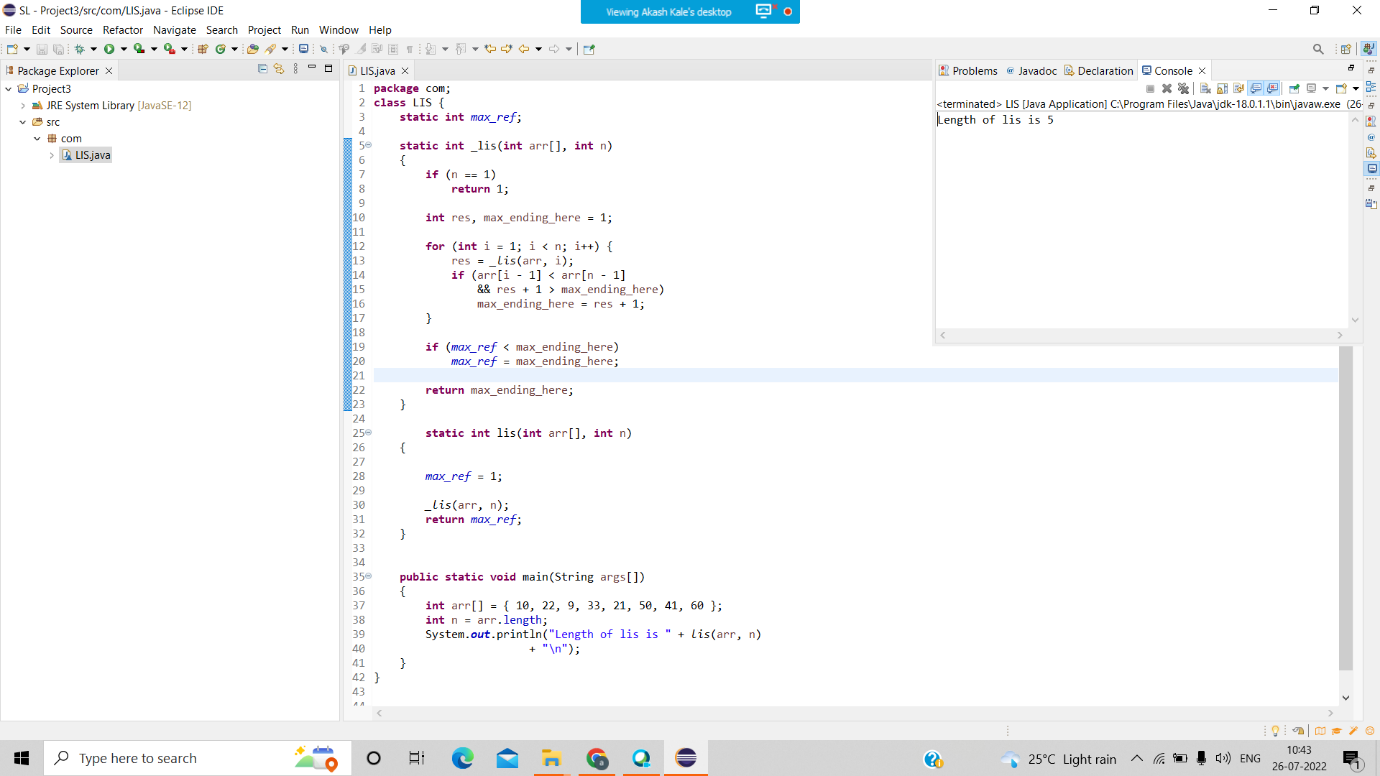 SL - Project3/src/com/LIS.java - Eclipse IDE
Viewing Akash Kale's desktop
File Edit Source Refactor Navigate Search Project Run Window Help
Package Explorer
Project3
JRE System Library [JavaSE-12]
src
com
LIS.java
LIS.java
1 package com;
2 class LIS {
3 static int max_ref;
4
5 static int _lis(int arr[], int n)
6 {
7 if (n == 1)
8 return 1;
9
10 int res, max_ending_here = 1;
11
12 for (int i = 1; i < n; i++) {
13 res = _lis(arr, i);
14 if (arr[i - 1] < arr[n - 1]
15 && res + 1 > max_ending_here)
16 max_ending_here = res + 1;
17 }
18
19 if (max_ref < max_ending_here)
20 max_ref = max_ending_here;
21
22 return max_ending_here;
23 }
24
25 static int lis(int arr[], int n)
26 {
27
28 max_ref = 1;
29
30 _lis(arr, n);
31 return max_ref;
32 }
33
34
35 public static void main(String args[])
36 {
37 int arr[] = { 10, 22, 9, 33, 21, 50, 41, 60 };
38 int n = arr.length;
39 System.out.println("Length of lis is " + lis(arr, n)
40 + "\n");
41 }
42 }
43
44
Problems Javadoc Declaration Console
<terminated> LIS [Java Application] C:\Program Files\Java\jdk-18.0.1.1\bin\javaw.exe (26-
Length of lis is 5
Type here to search
25°C Light rain
ENG
10:43
26-07-2022
1